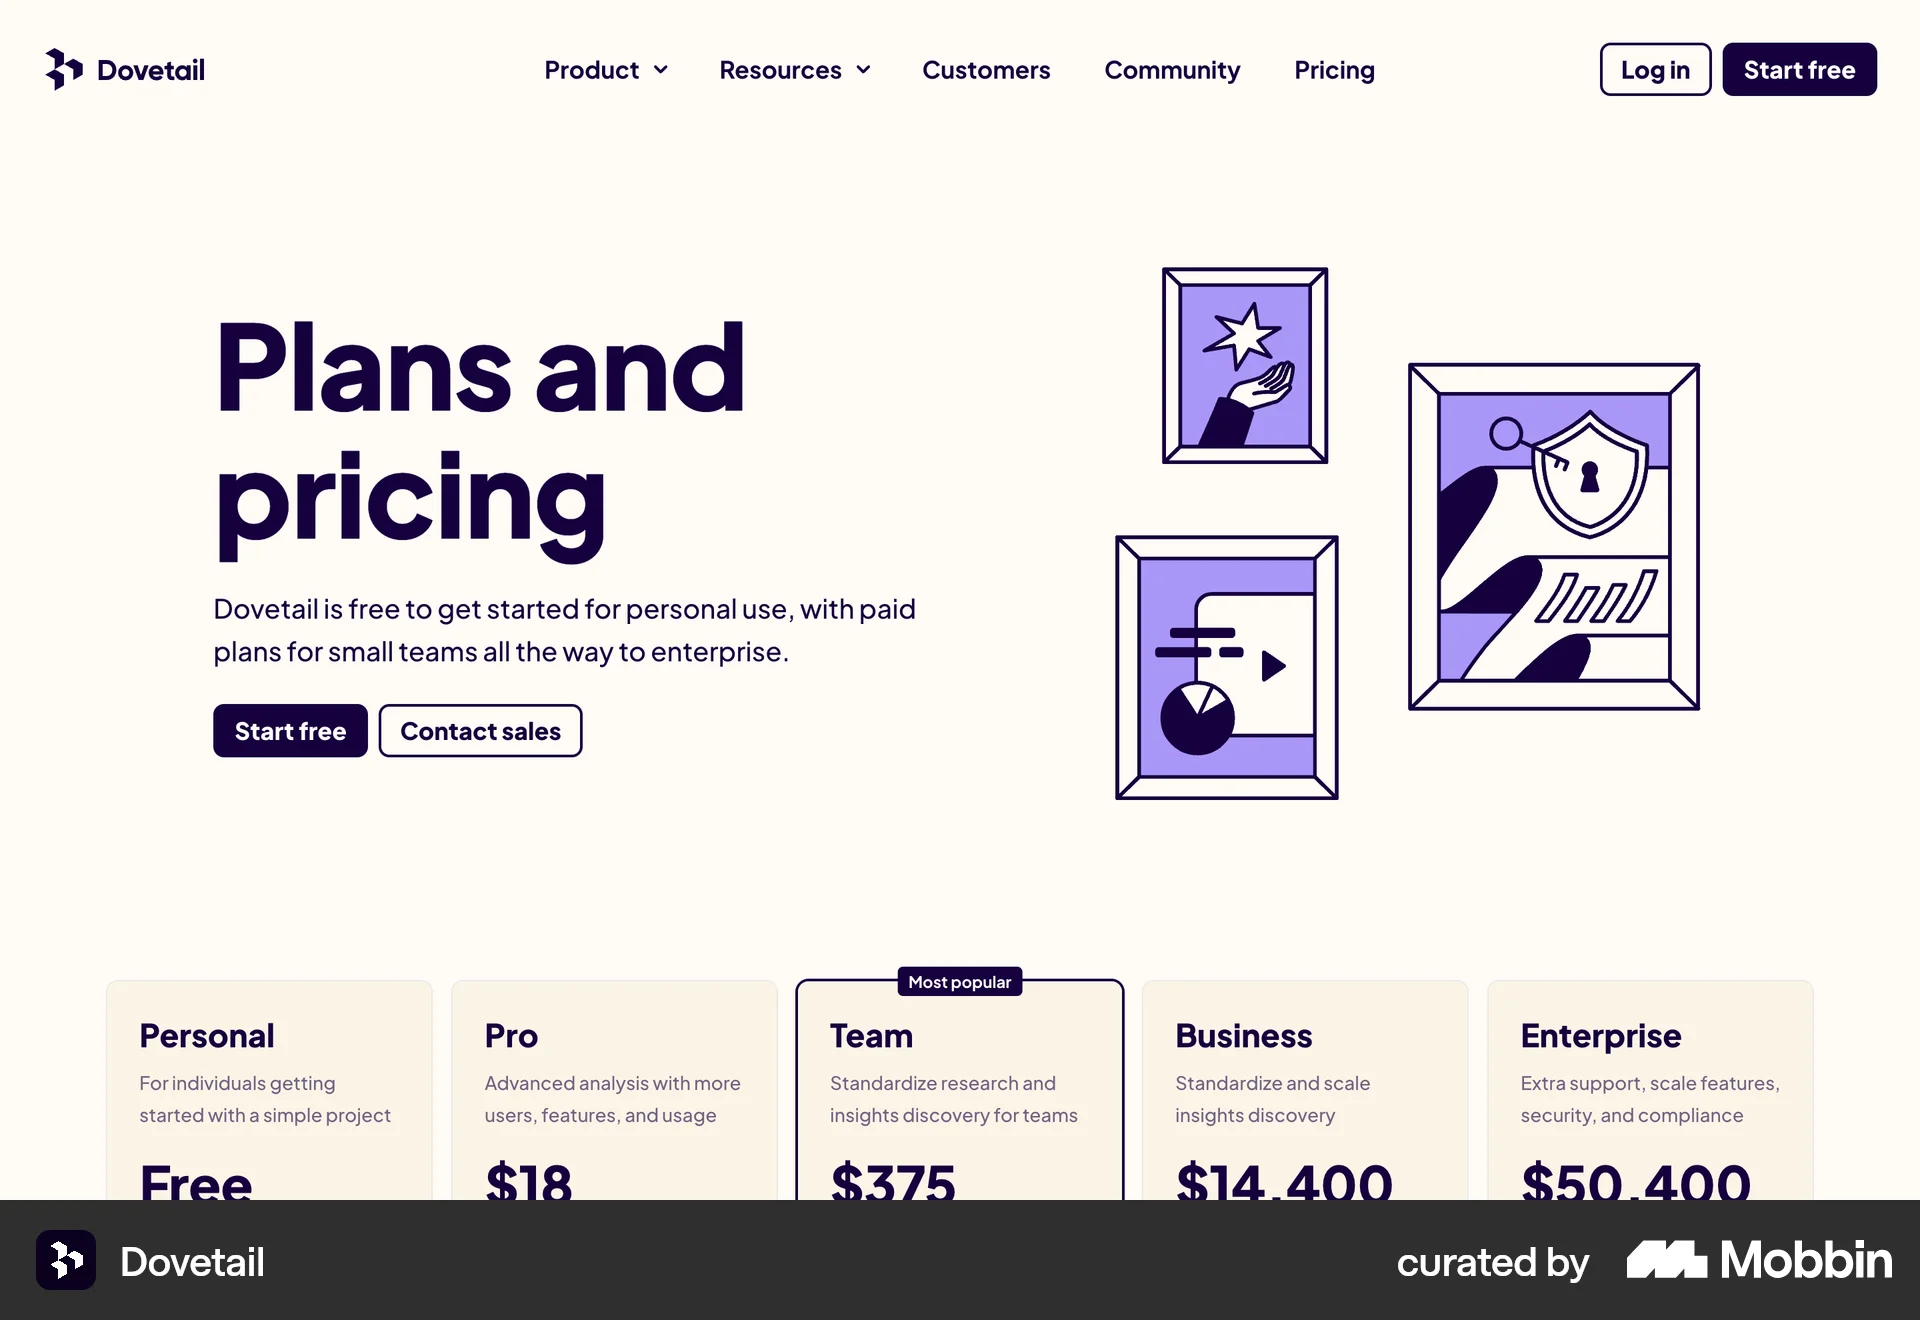 Dovetail
Product
Resources
Customers
Community
Pricing
Log in
Start free
Plans and
pricing
Dovetail is free to get started for personal use, with paid
plans for small teams all the way to enterprise.
Start free
Contact sales
Personal
For individuals getting
started with a simple project
Free
Pro
Advanced analysis with more
users, features, and usage
$18
Most popular
Team
Standardize research and
insights discovery for teams
$375
Business
Standardize and scale
insights discovery
$14,400
Enterprise
Extra support, scale features,
security, and compliance
$50,400
Dovetail
curated by
Mobbin